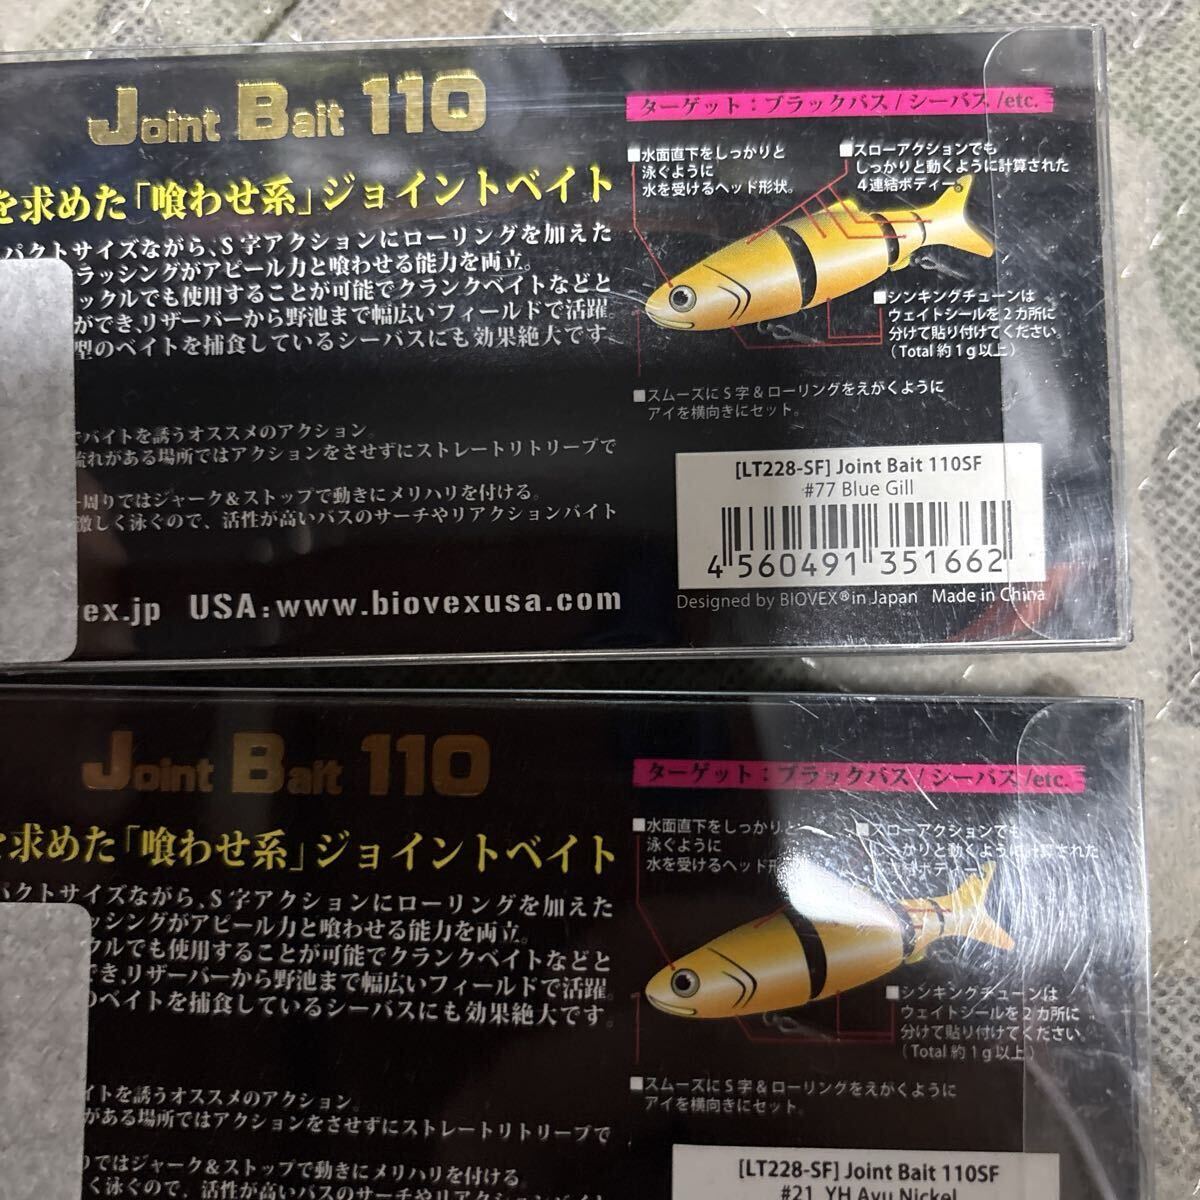 Joint Bait 110
を求めた「喰わせ系」ジョイントベイト
パクトサイズながら、S字アクションにローリングを加えた
ラッシングがアピール力と喰わせる能力を両立。
ックルでも使用することが可能でクランクベイトなどと
ができ、リザーバーから野池まで幅広いフィールドで活躍
型のベイトを捕食しているシーバスにも効果絶大です。
でバイトを誘うオススメのアクション。
流れがある場所ではアクションをさせずにストレートリトリーブで
周りではジャーク&ストップで動きにメリハリを付ける。
激しく泳ぐので、活性が高いバスのサーチやリアクションバイト
vex.jp USA:www.biovexusa.com
ターゲット：ブラックバス/シーバス/etc.
■水面直下をしっかりと
泳ぐように
水を受けるヘッド形状。
■スローアクションでも
しっかりと動くように計算された
4連結ボディー。
■シンキングチューンは
ウェイトシールを2カ所に
分けて貼り付けてください。
(Total 約1g以上)
■スムーズにS字&ローリングをえがくように
アイを横向きにセット。
[LT228-SF] Joint Bait 110SF
#77 Blue Gill
4 560491 351662
Designed by BIOVEX® in Japan Made in China
Joint Bait 110
を求めた「喰わせ系」ジョイントベイト
パクトサイズながら、S字アクションにローリングを加えた
ラッシングがアピール力と喰わせる能力を両立。
ックルでも使用することが可能でクランクベイトなどと
でき、リザーバーから野池まで幅広いフィールドで活躍。
のベイトを捕食しているシーバスにも効果絶大です。
イトを誘うオススメのアクション。
がある場所ではアクションをさせずにストレートリトリーブで
りではジャーク&ストップで動きにメリハリを付ける。
く泳ぐので、活性が高いバスのサーチやリアクションバイト
ターゲット：ブラックバス/シーバス/etc.
■水面直下をしっかりと
泳ぐように
水を受けるヘッド形
■スローアクションでも
しっかりと動くように計算された
結ボディー。
■シンキングチューンは
ウェイトシールを2カ所に
分けて貼り付けてください。
(Total 約1g以上)
■スムーズにS字&ローリングをえがくように
アイを横向きにセット。
[LT228-SF] Joint Bait 110SF
#21 YH Ayu Nickel